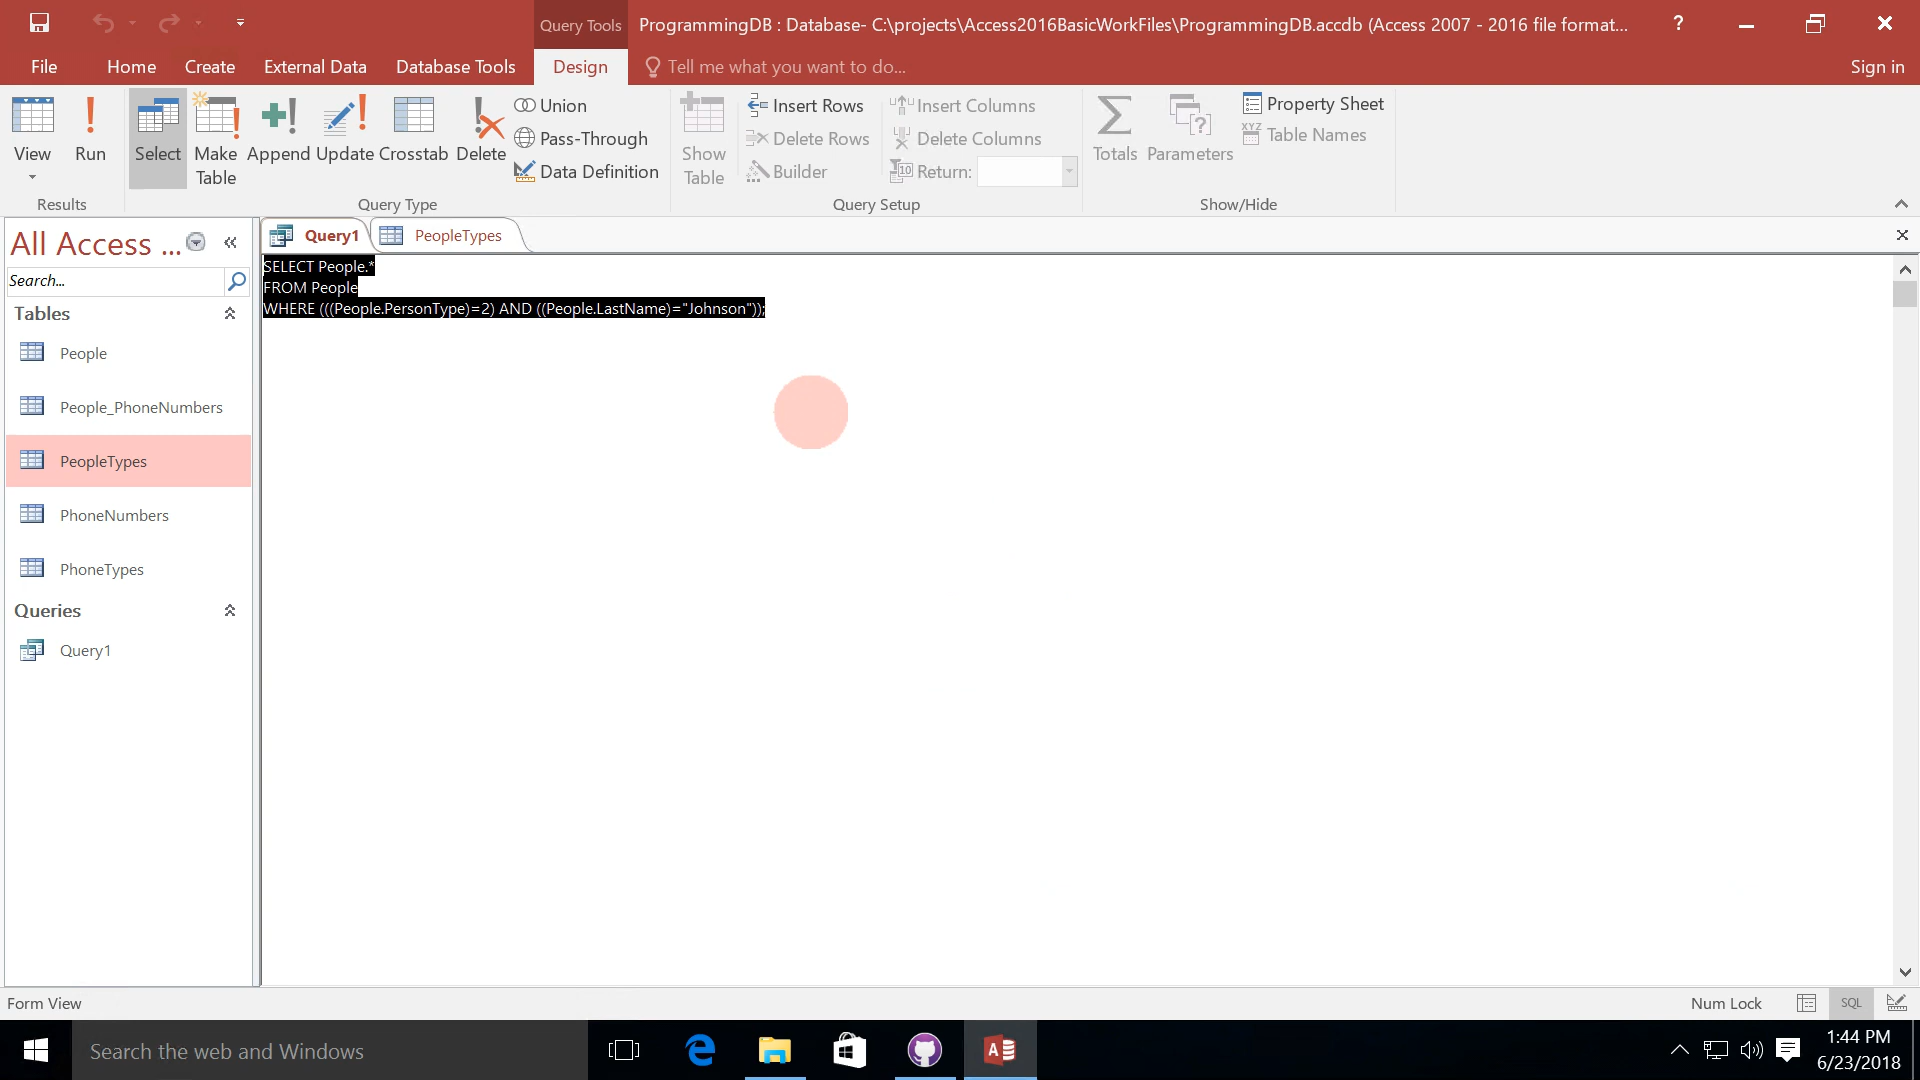 Query Tools
ProgrammingDB : Database- C:\projects\Access2016BasicWorkFiles\ProgrammingDB.accdb (Access 2007 - 2016 file format...
?
File
Home
Create
External Data
Database Tools
Design
Tell me what you want to do...
Sign in
View
Run
Select
Make Table
Append
Update
Crosstab
Delete
Union
Pass-Through
Data Definition
Show Table
Insert Rows
Delete Rows
Builder
Insert Columns
Delete Columns
Return:
Totals
Parameters
Property Sheet
Table Names
Results
Query Type
Query Setup
Show/Hide
All Access ...
Search...
Tables
People
People_PhoneNumbers
PeopleTypes
PhoneNumbers
PhoneTypes
Queries
Query1
Query1
PeopleTypes
SELECT People.*
FROM People
WHERE (((People.PersonType)=2) AND ((People.LastName)="Johnson"));
Form View
Num Lock
SQL
Search the web and Windows
1:44 PM
6/23/2018